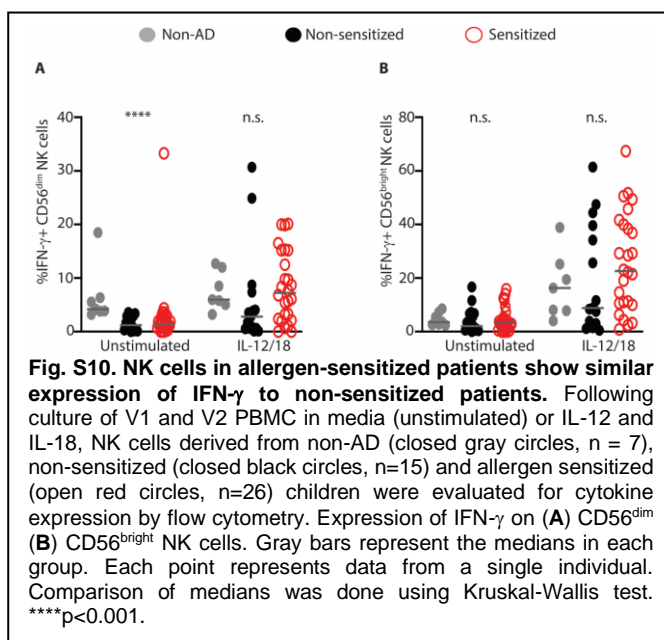 Non-AD Non-sensitized Sensitized
A
B
40
30
20
10
0
%IFN-γ+ CD56dim NK cells
****
n.s.
Unstimulated IL-12/18
80
60
40
20
0
%IFN-γ+ CD56bright NK cells
n.s.
n.s.
Unstimulated IL-12/18
Fig. S10. NK cells in allergen-sensitized patients show similar
expression of IFN-γ to non-sensitized patients. Following
culture of V1 and V2 PBMC in media (unstimulated) or IL-12 and
IL-18, NK cells derived from non-AD (closed gray circles, n = 7),
non-sensitized (closed black circles, n=15) and allergen sensitized
(open red circles, n=26) children were evaluated for cytokine
expression by flow cytometry. Expression of IFN-γ on (A) CD56dim
(B) CD56bright NK cells. Gray bars represent the medians in each
group. Each point represents data from a single individual.
Comparison of medians was done using Kruskal-Wallis test.
****p<0.001.